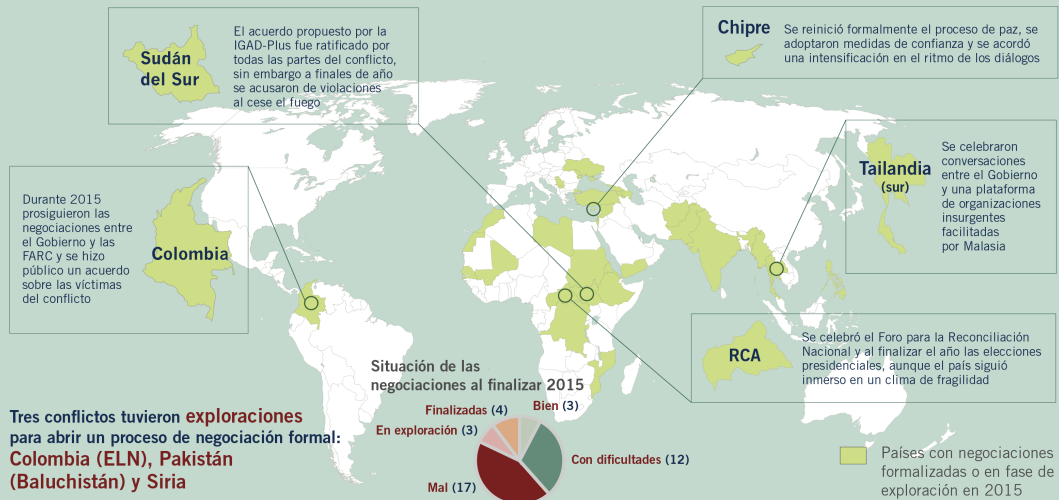 Sudán
del Sur
El acuerdo propuesto por la
IGAD-Plus fue ratificado por
todas las partes del conflicto,
sin embargo a finales de año
se acusaron de violaciones
al cese el fuego
Chipre
Se reinició formalmente el proceso de paz, se
adoptaron medidas de confianza y se acordó
una intensificación en el ritmo de los diálogos
Durante 2015
prosiguieron las
negociaciones entre
el Gobierno y las
FARC y se hizo
público un acuerdo
sobre las víctimas
del conflicto
Colombia
Tailandia
(sur)
Se celebraron
conversaciones
entre el Gobierno
y una plataforma
de organizaciones
insurgentes
facilitadas
por Malasia
RCA
Se celebró el Foro para la Reconciliación
Nacional y al finalizar el año las elecciones
presidenciales, aunque el país siguió
inmerso en un clima de fragilidad
Situación de las
negociaciones al finalizar 2015
Finalizadas (4)
Bien (3)
En exploración (3)
Con dificultades (12)
Mal (17)
Tres conflictos tuvieron exploraciones
para abrir un proceso de negociación formal:
Colombia (ELN), Pakistán
(Baluchistán) y Siria
Países con negociaciones
formalizadas o en fase de
exploración en 2015